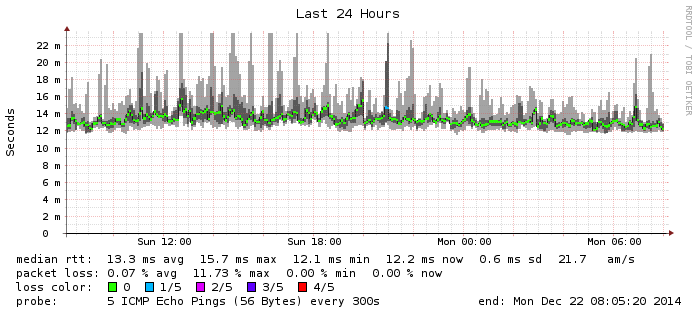 Last 24 Hours
RRDTOOL / TOBI OETIKER
Seconds
22 m
20 m
18 m
16 m
14 m
12 m
10 m
8 m
6 m
4 m
2 m
0
Sun 12:00 Sun 18:00 Mon 00:00 Mon 06:00
median rtt: 13.3 ms avg 15.7 ms max 12.1 ms min 12.2 ms now 0.6 ms sd 21.7 am/s
packet loss: 0.07 % avg 11.73 % max 0.00 % min 0.00 % now
loss color: 0 1/5 2/5 3/5 4/5
probe: 5 ICMP Echo Pings (56 Bytes) every 300s end: Mon Dec 22 08:05:20 2014